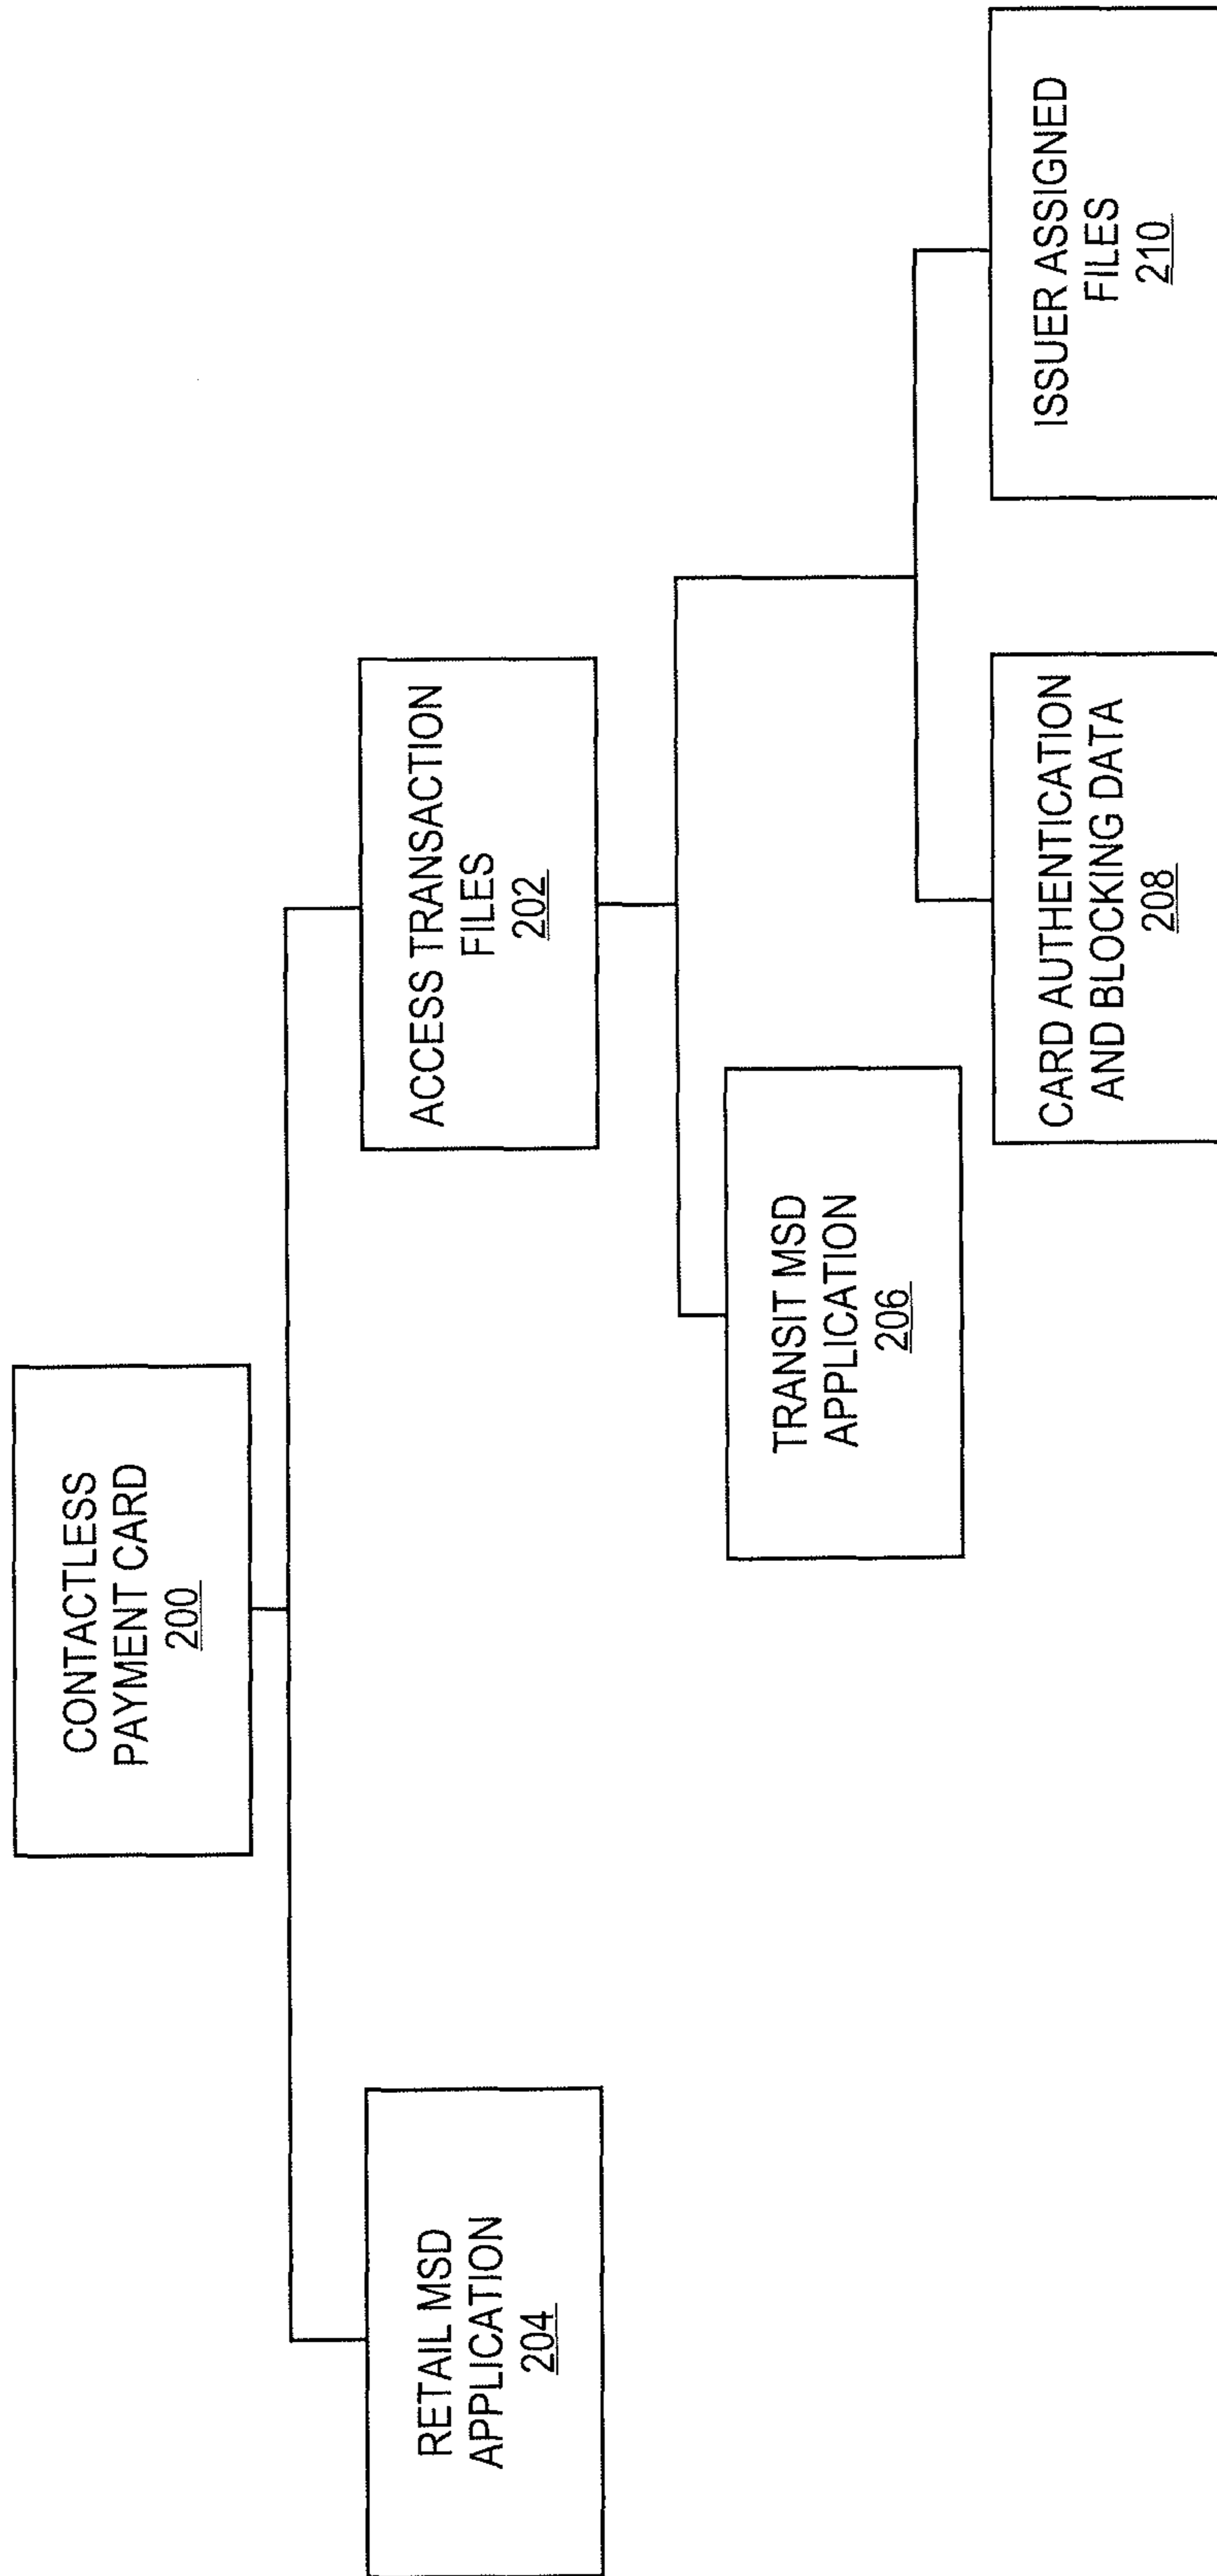 CONTACTLESS
PAYMENT CARD
200
RETAIL MSD
APPLICATION
204
ACCESS TRANSACTION
FILES
202
TRANSIT MSD
APPLICATION
206
CARD AUTHENTICATION
AND BLOCKING DATA
208
ISSUER ASSIGNED
FILES
210